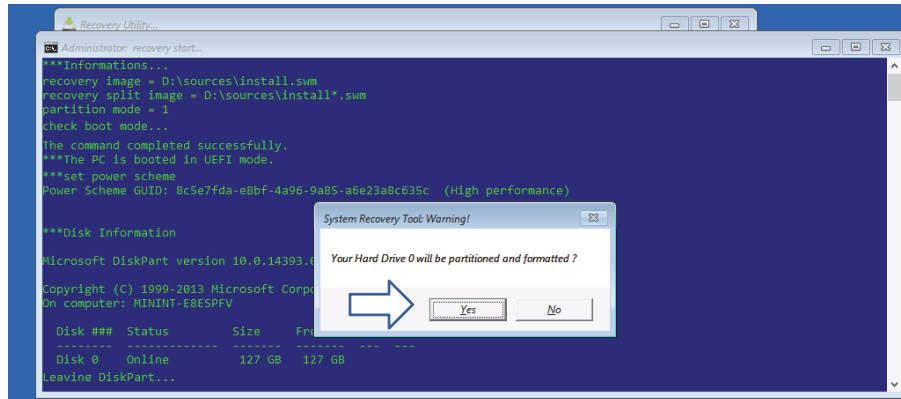 Recovery Utility...
Administrator: recovery start...
***Informations...
recovery image = D:\sources\install.swm
recovery split image = D:\sources\install*.swm
partition mode = 1
check boot mode...
The command completed successfully.
***The PC is booted in UEFI mode.
***set power scheme
Power Scheme GUID: 8c5e7fda-e8bf-4a96-9a85-a6e23a8c635c  (High performance)
***Disk Information
Microsoft DiskPart version 10.0.14393.
Copyright (C) 1999-2013 Microsoft Corpo
On computer: MININT-E8ESPFV
Disk ###  Status  Size  Fre
--------  -------------  -------  -------  ---  ---
Disk 0  Online  127 GB  127 GB
Leaving DiskPart...
System Recovery Tool: Warning!
Your Hard Drive 0 will be partitioned and formatted ?
Yes
No